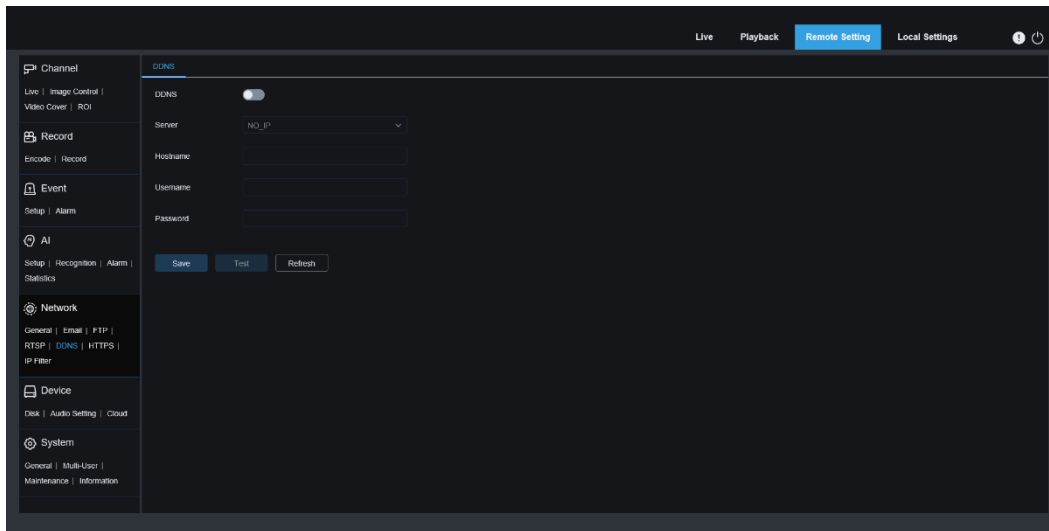 Live Playback Remote Setting Local Settings
Channel
Live | Image Control |
Video Cover | ROI
Record
Encode | Record
Event
Setup | Alarm
AI
Setup | Recognition | Alarm |
Statistics
Network
General | Email | FTP |
RTSP | DDNS | HTTPS |
IP Filter
Device
Disk | Audio Setting | Cloud
System
General | Multi-User |
Maintenance | Information
DDNS
DDNS
Server NO_IP
Hostname
Username
Password
Save Test Refresh